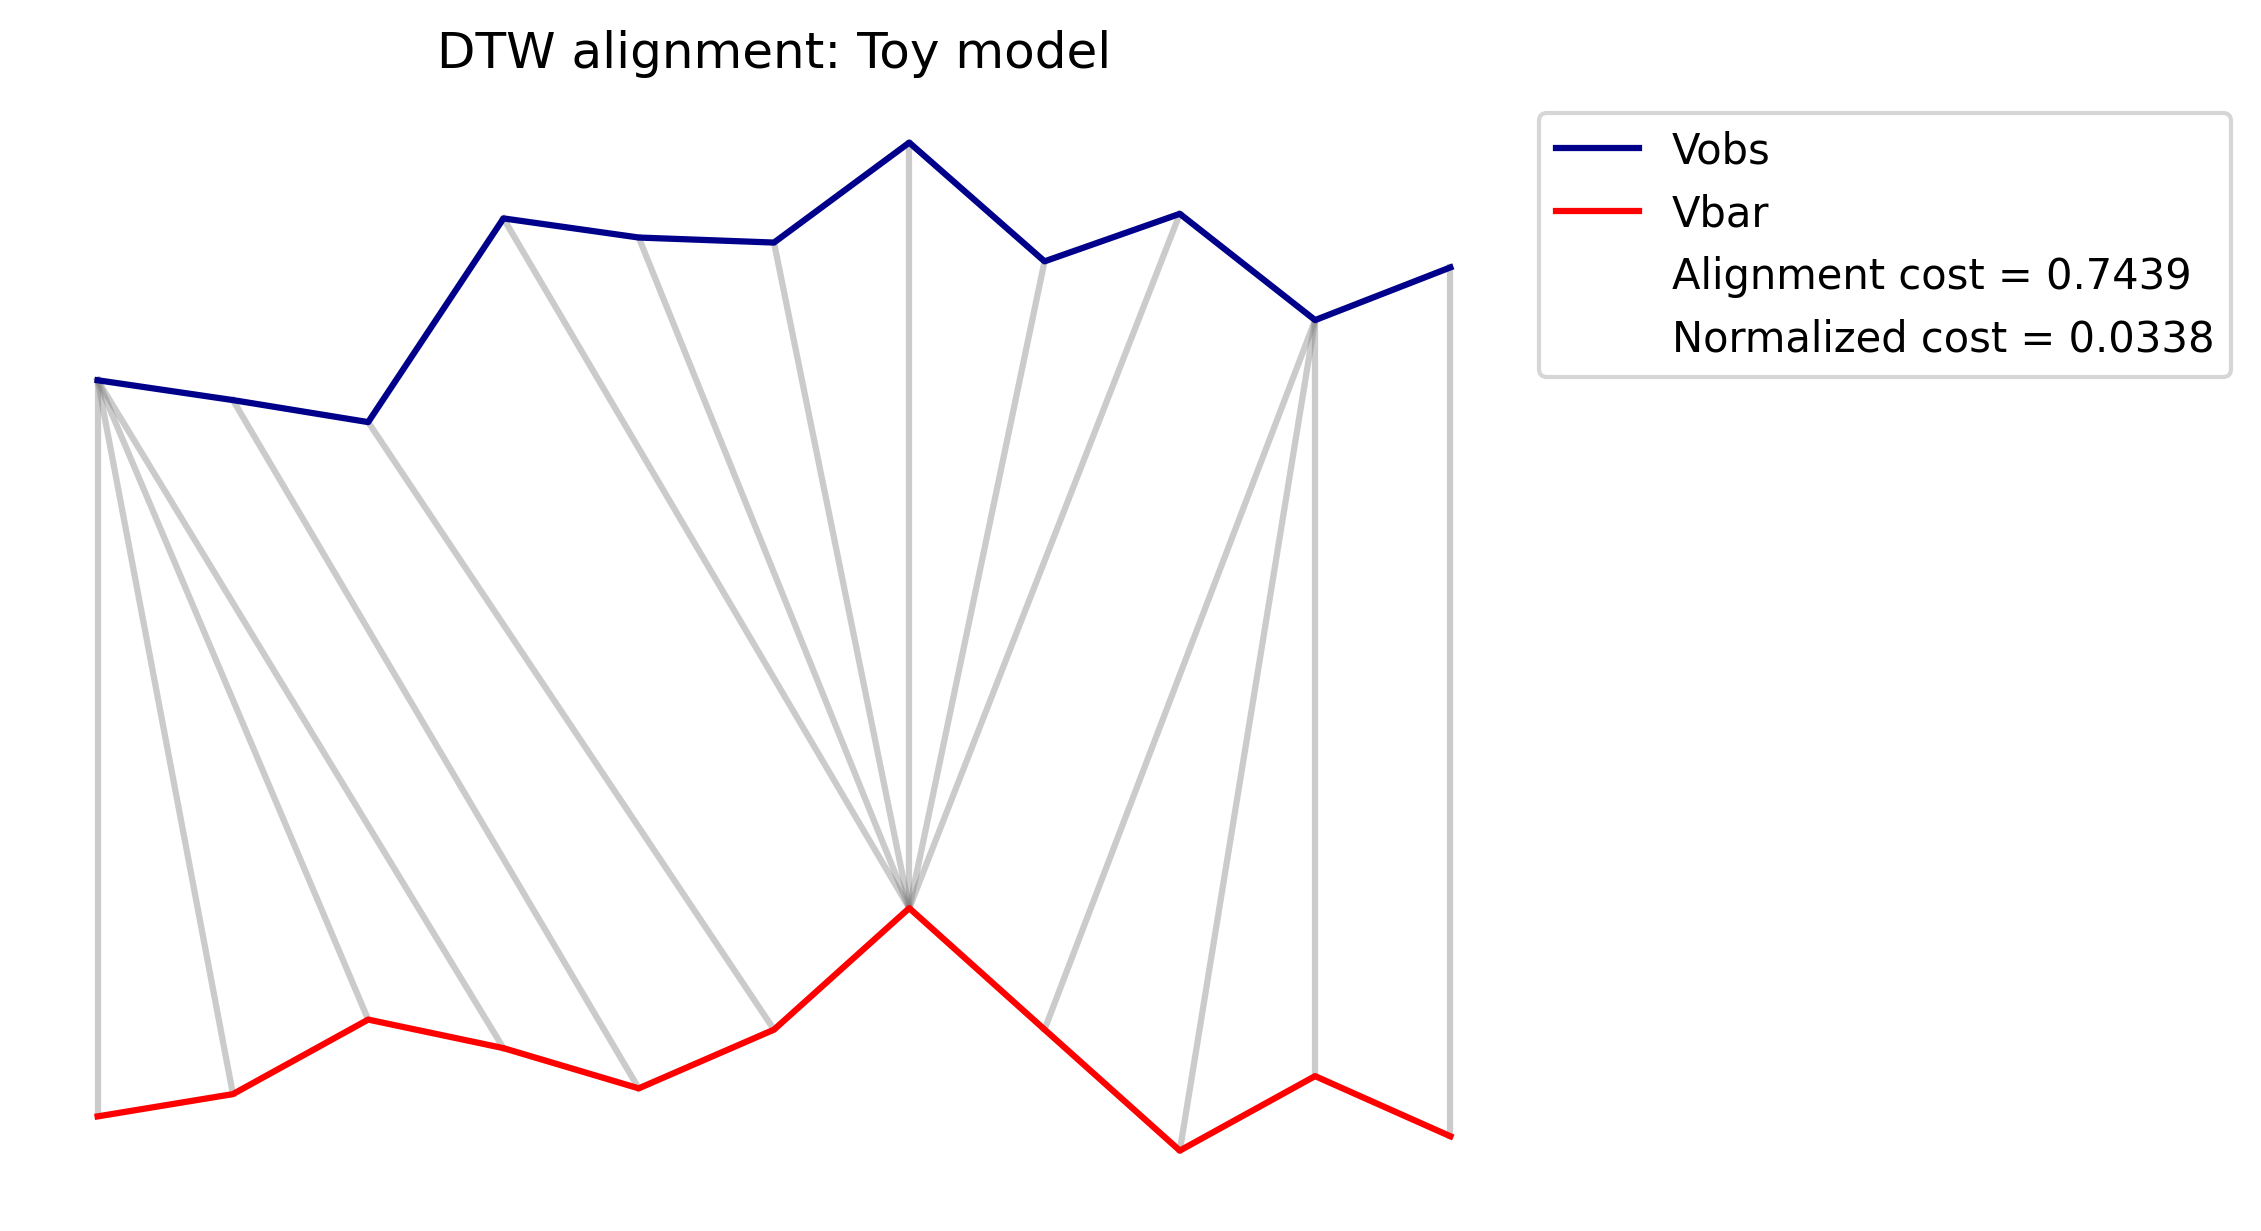 DTW alignment: Toy model
Vobs
Vbar
Alignment cost = 0.7439
Normalized cost = 0.0338